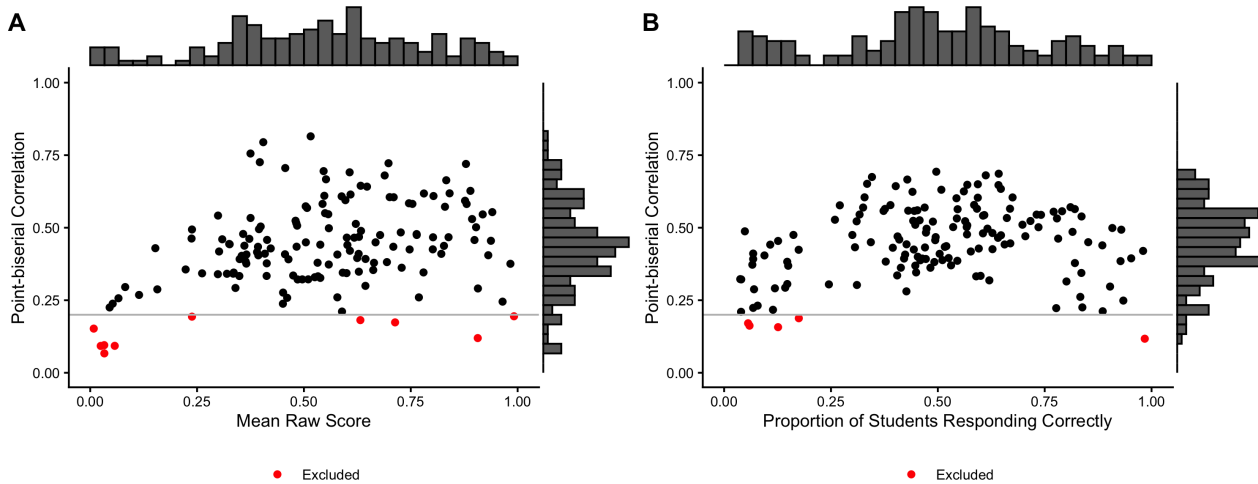 A
1.00
0.75
0.50
0.25
0.00
Point-biserial Correlation
0.00 0.25 0.50 0.75 1.00
Mean Raw Score
Excluded
B
1.00
0.75
0.50
0.25
0.00
Point-biserial Correlation
0.00 0.25 0.50 0.75 1.00
Proportion of Students Responding Correctly
Excluded